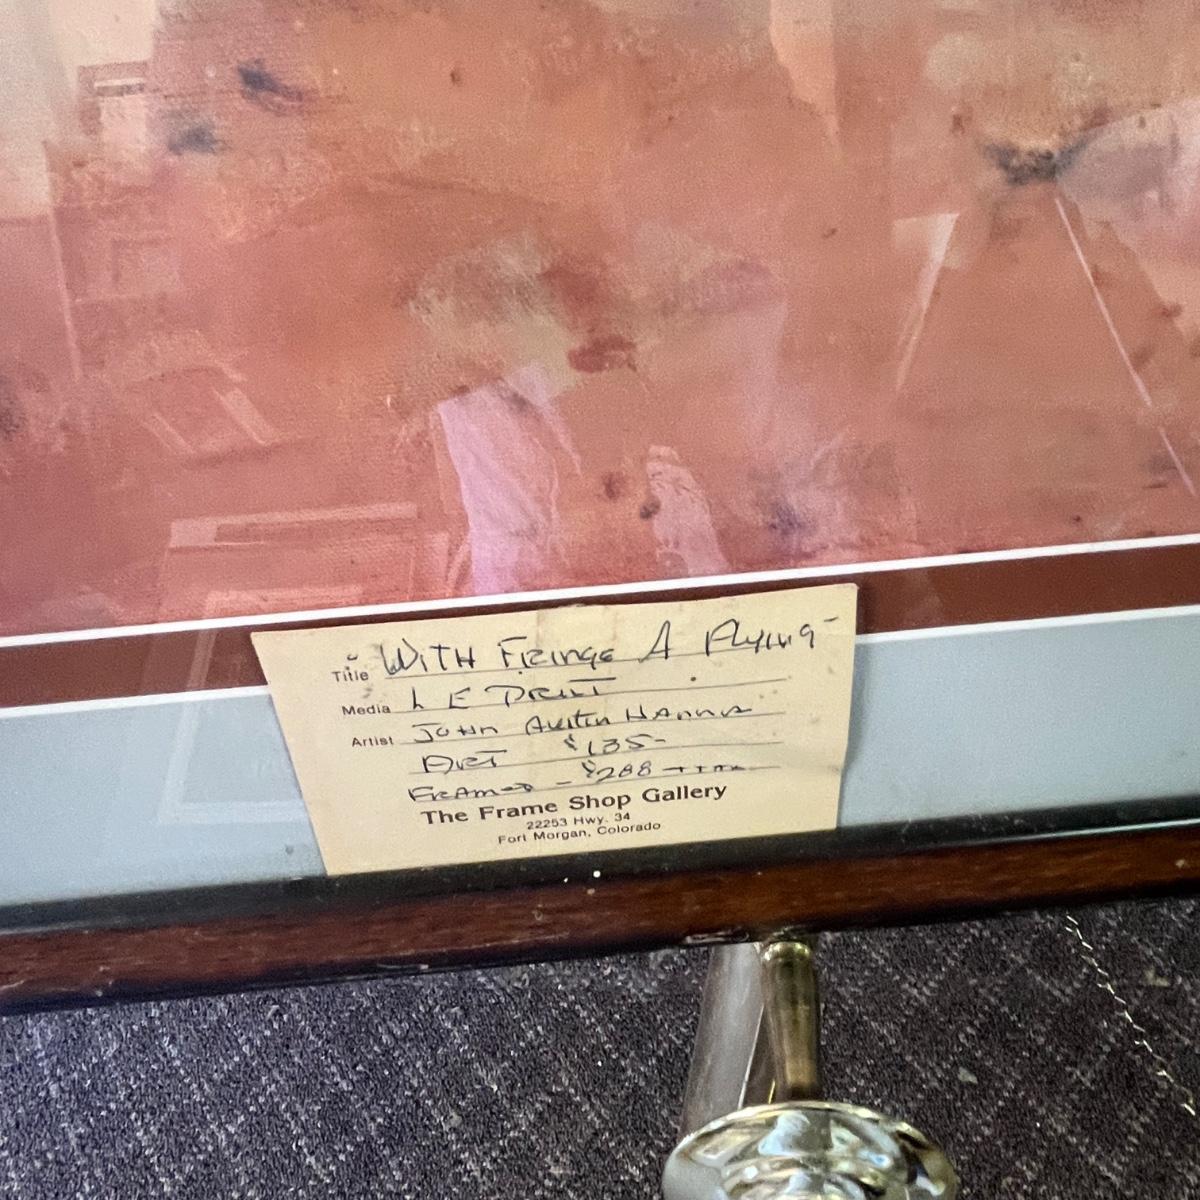 Title WITH FRINGE A FLYING-
Media L E PRINT
Artist JOHN AUSTIN HANNA
ART $135-
FRAMED - $288
The Frame Shop Gallery
22253 Hwy. 34
Fort Morgan, Colorado